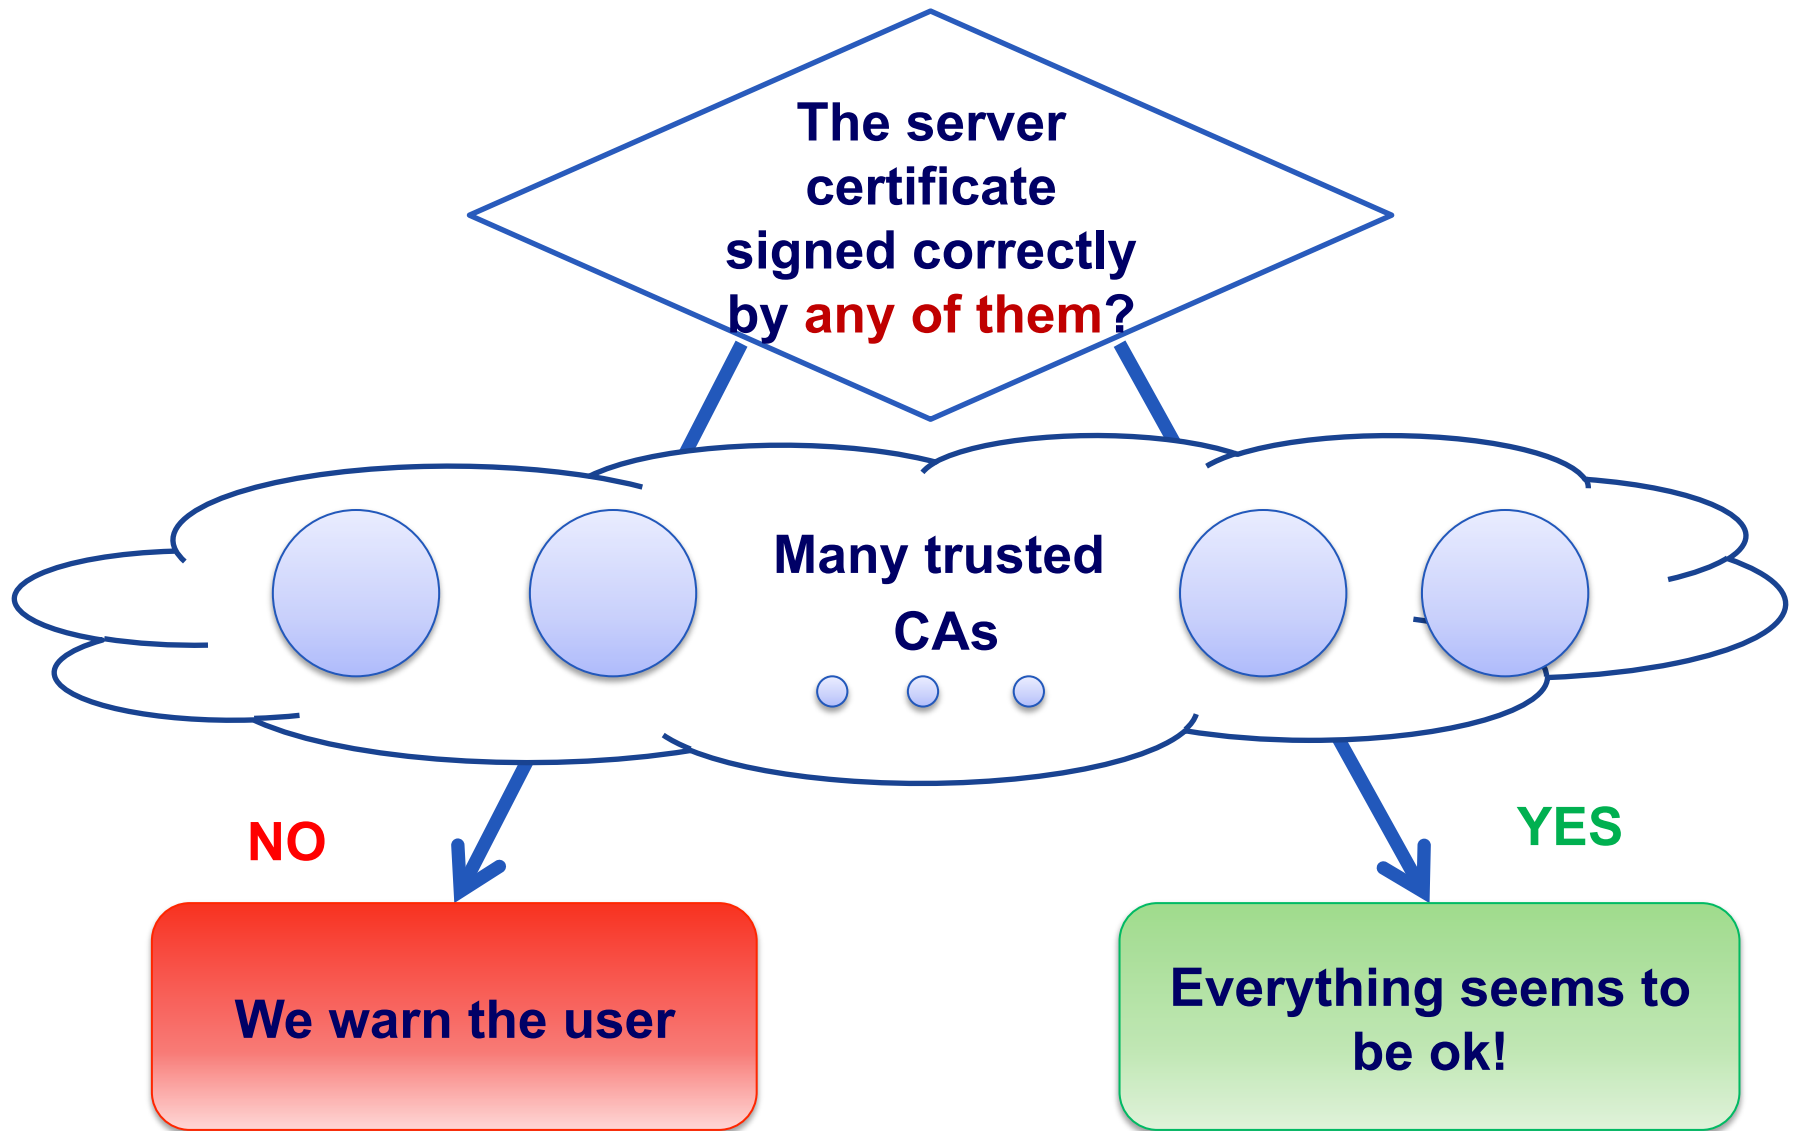 The server
certificate
signed correctly
by any of them?
Many trusted
CAs
NO
YES
We warn the user
Everything seems to
be ok!